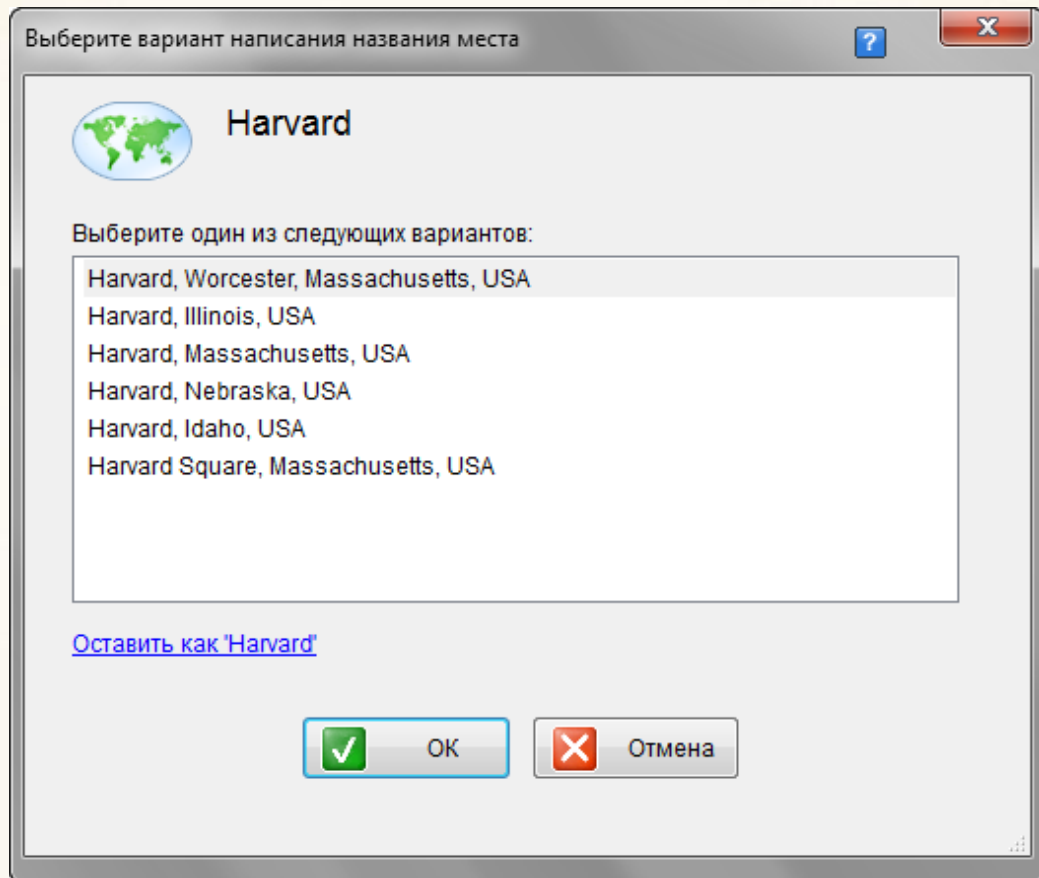 Выберите вариант написания названия места
?
Harvard
Выберите один из следующих вариантов:
Harvard, Worcester, Massachusetts, USA
Harvard, Illinois, USA
Harvard, Massachusetts, USA
Harvard, Nebraska, USA
Harvard, Idaho, USA
Harvard Square, Massachusetts, USA
Оставить как 'Harvard'
ОК
Отмена